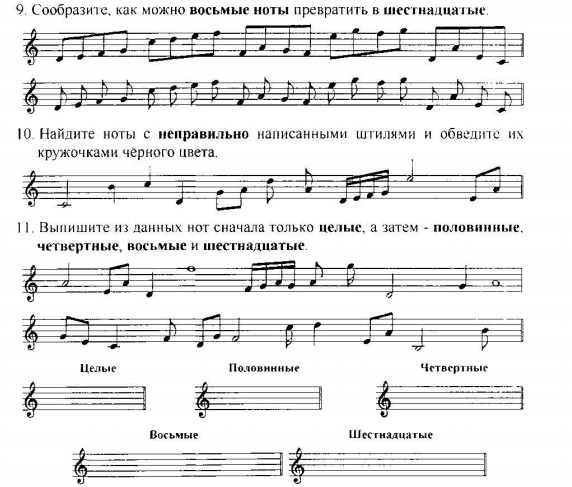 9. Сообразите, как можно восьмые ноты превратить в шестнадцатые.
10. Найдите ноты с неправильно написанными штилями и обведите их
кружочками чёрного цвета.
11. Выпишите из данных нот сначала только целые, а затем - половинные,
четвертные, восьмые и шестнадцатые.
Целые Половинные Четвертные
Восьмые Шестнадцатые